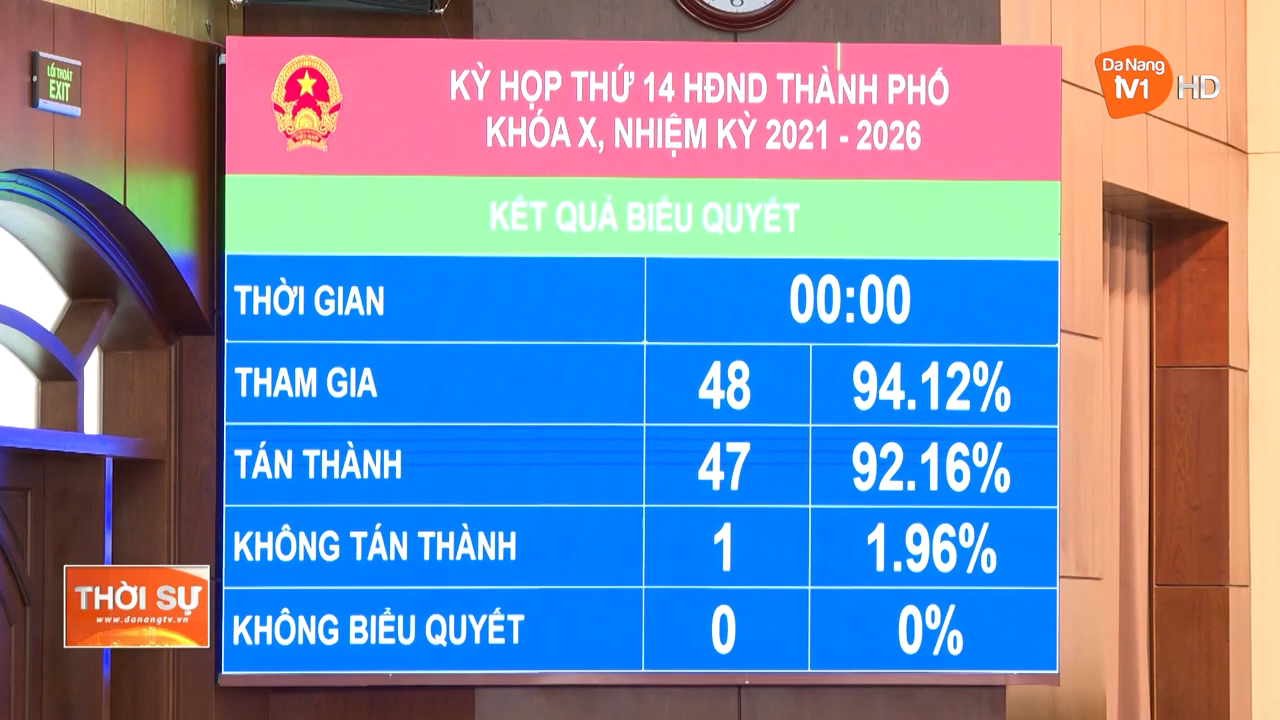 LỐI THOÁT
EXIT
KỲ HỌP THỨ 14 HĐND THÀNH PHỐ
KHÓA X, NHIỆM KỲ 2021 - 2026
Da Nang
tv1 HD
KẾT QUẢ BIỂU QUYẾT
THỜI GIAN 00:00
THAM GIA 48 94.12%
TÁN THÀNH 47 92.16%
KHÔNG TÁN THÀNH 1 1.96%
KHÔNG BIỂU QUYẾT 0 0%
THỜI SỰ
www.danangtv.vn